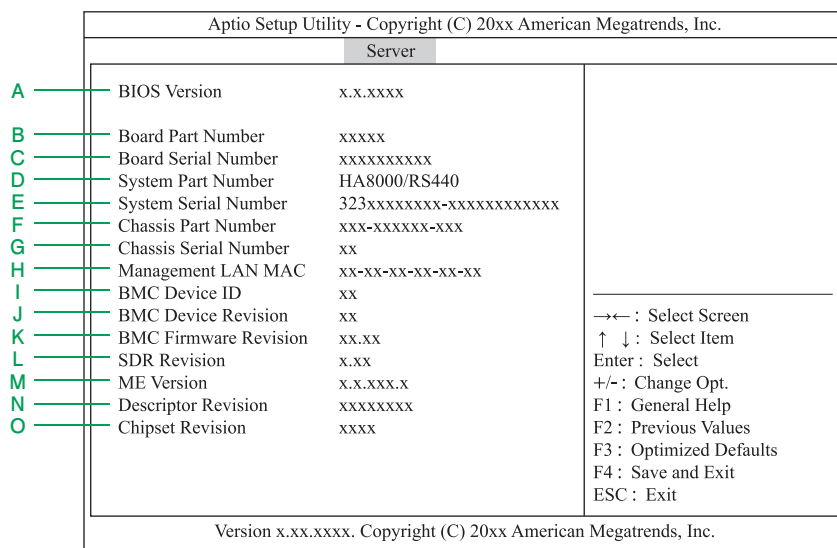 Aptio Setup Utility - Copyright (C) 20xx American Megatrends, Inc.
Server
A BIOS Version x.x.xxxx
B Board Part Number xxxxx
C Board Serial Number xxxxxxxxxx
D System Part Number HA8000/RS440
E System Serial Number 323xxxxxxxx-xxxxxxxxxxxx
F Chassis Part Number xxx-xxxxxx-xxx
G Chassis Serial Number xx
H Management LAN MAC xx-xx-xx-xx-xx-xx
I BMC Device ID xx
J BMC Device Revision xx
K BMC Firmware Revision xx.xx
L SDR Revision x.xx
M ME Version x.x.xxx.x
N Descriptor Revision xxxxxxxx
O Chipset Revision xxxx
→←: Select Screen
↑ ↓: Select Item
Enter : Select
+/-: Change Opt.
F1: General Help
F2: Previous Values
F3: Optimized Defaults
F4: Save and Exit
ESC: Exit
Version x.xx.xxxx. Copyright (C) 20xx American Megatrends, Inc.